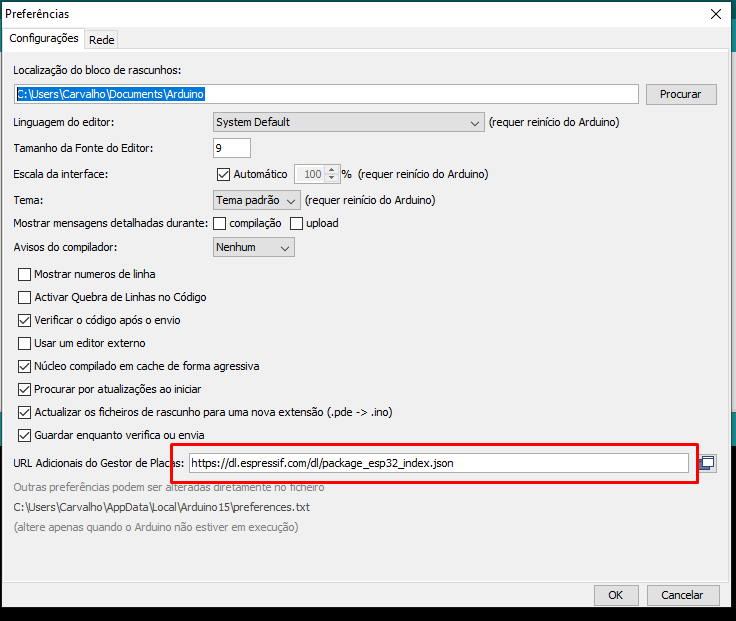 Preferências
Configurações Rede
Localização do bloco de rascunhos:
C:\Users\Carvalho\Documents\Arduino Procurar
Linguagem do editor: System Default (requer reinício do Arduino)
Tamanho da Fonte do Editor: 9
Escala da interface: Automático 100 % (requer reinício do Arduino)
Tema: Tema padrão (requer reinício do Arduino)
Mostrar mensagens detalhadas durante: compilação upload
Avisos do compilador: Nenhum
Mostrar numeros de linha
Activar Quebra de Linhas no Código
Verificar o código após o envio
Usar um editor externo
Núcleo compilado em cache de forma agressiva
Procurar por atualizações ao iniciar
Actualizar os ficheiros de rascunho para uma nova extensão (.pde -> .ino)
Guardar enquanto verifica ou envia
URL Adicionais do Gestor de Placas: https://dl.espressif.com/dl/package_esp32_index.json
Outras preferências podem ser alteradas diretamente no ficheiro
C:\Users\Carvalho\AppData\Local\Arduino15\preferences.txt
(altere apenas quando o Arduino não estiver em execução)
OK Cancelar